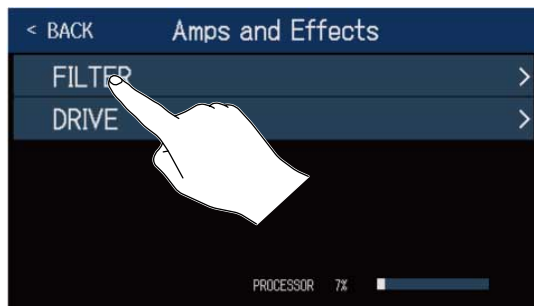 < BACK Amps and Effects
FILTER >
DRIVE >
PROCESSOR 7%